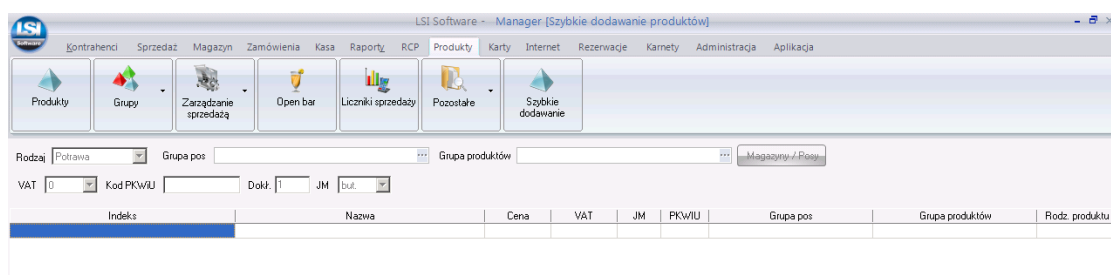 LSI Software - Manager [Szybkie dodawanie produktów]
LSI
Software
Kontrahenci Sprzedaż Magazyn Zamówienia Kasa Raporty RCP Produkty Karty Internet Rezerwacje Karnety Administracja Aplikacja
Produkty Grupy Zarządzanie sprzedażą Open bar Liczniki sprzedaży Pozostałe Szybkie dodawanie
Rodzaj Potrawa Grupa pos ... Grupa produktów ... Magazyny / Posy
VAT 0 Kod PKWiU Dokł. 1 JM but.
Indeks Nazwa Cena VAT JM PKWIU Grupa pos Grupa produktów Rodz. produktu